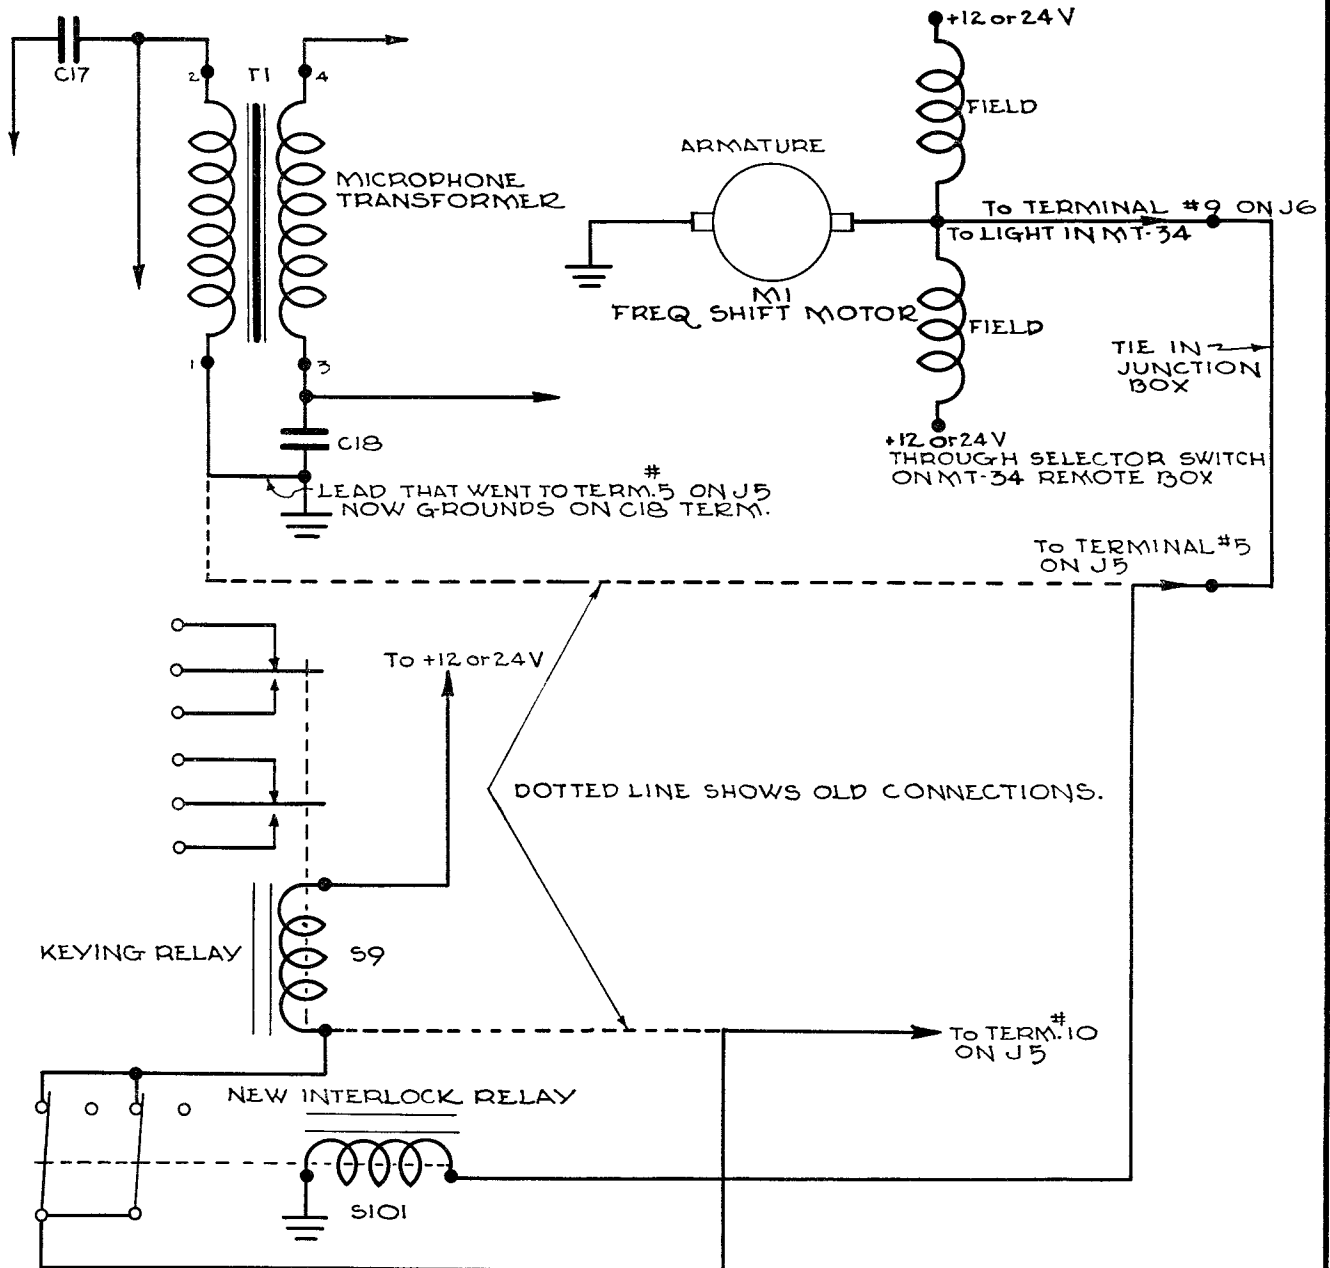 +12 or 24 V
C17
2
T1
4
FIELD
ARMATURE
MICROPHONE
TRANSFORMER
TO TERMINAL #9 ON J6
TO LIGHT IN MT-34
M1
FREQ SHIFT MOTOR
FIELD
TIE IN
JUNCTION
BOX
1
3
C18
+12 or 24 V
THROUGH SELECTOR SWITCH
ON MT-34 REMOTE BOX
LEAD THAT WENT TO TERM. #5 ON J5
NOW GROUNDS ON C18 TERM.
TO TERMINAL #5
ON J5
TO +12 or 24 V
DOTTED LINE SHOWS OLD CONNECTIONS.
KEYING RELAY
S9
TO TERM. #10
ON J5
NEW INTERLOCK RELAY
S101